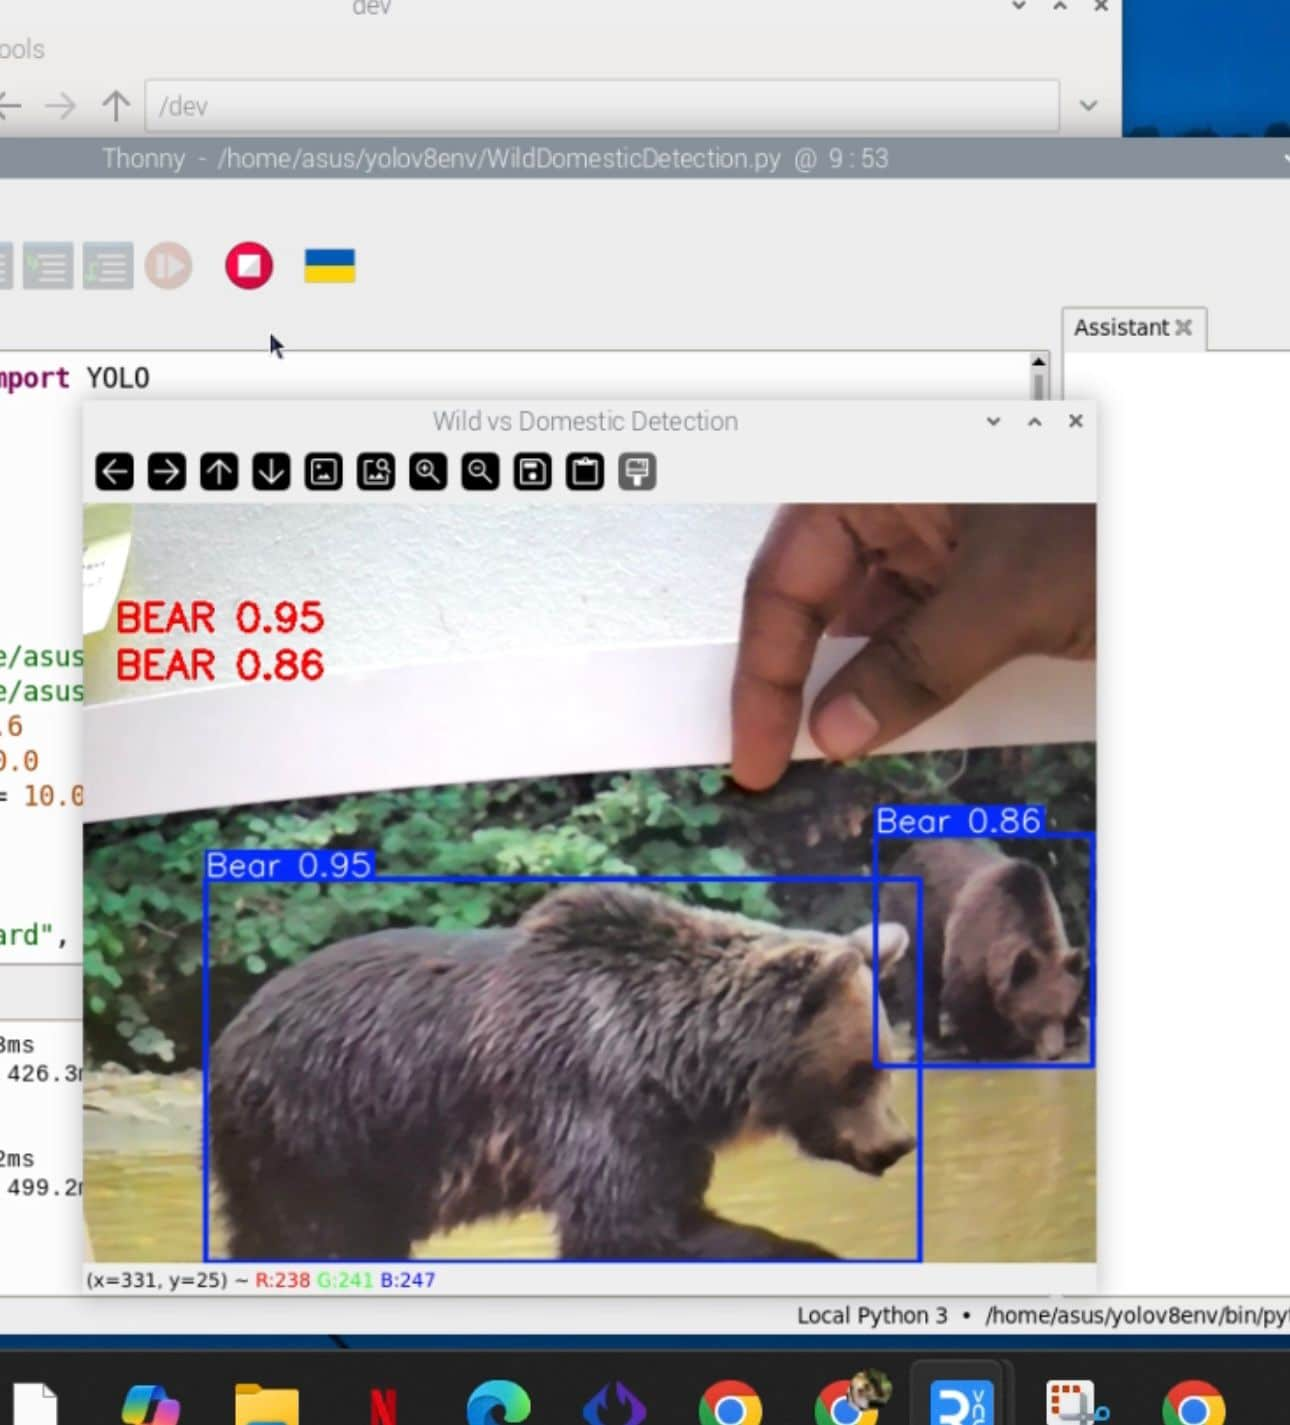 dev
ools
/dev
Thonny - /home/asus/yolov8env/WildDomesticDetection.py @ 9:53
Assistant
mport YOLO
Wild vs Domestic Detection
BEAR 0.95
e/asus
BEAR 0.86
e/asus
.6
0.0
= 10.0
Bear 0.86
Bear 0.95
ard",
3ms
426.3
2ms
499.2
(x=331, y=25) ~ R:238 G:241 B:247
Local Python 3 • /home/asus/yolov8env/bin/py